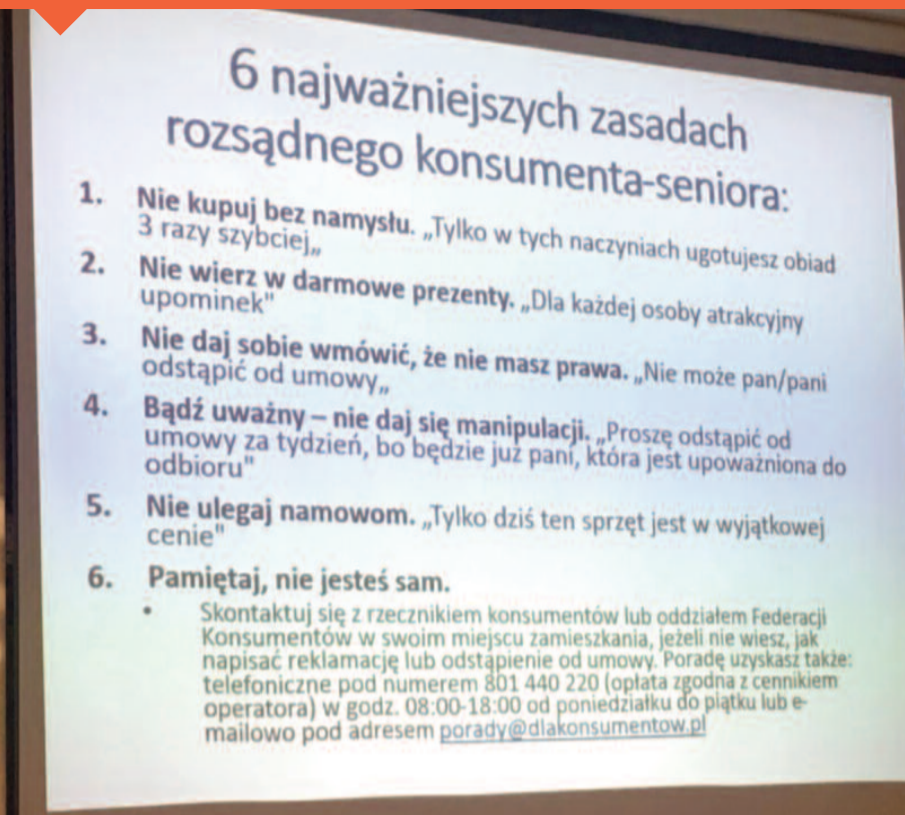 6 najważniejszych zasadach
rozsądnego konsumenta-seniora:
1. Nie kupuj bez namysłu. „Tylko w tych naczyniach ugotujesz obiad
3 razy szybciej„
2. Nie wierz w darmowe prezenty. „Dla każdej osoby atrakcyjny
upominek"
3. Nie daj sobie wmówić, że nie masz prawa. „Nie może pan/pani
odstąpić od umowy„
4. Bądź uważny – nie daj się manipulacji. „Proszę odstąpić od
umowy za tydzień, bo będzie już pani, która jest upoważniona do
odbioru"
5. Nie ulegaj namowom. „Tylko dziś ten sprzęt jest w wyjątkowej
cenie"
6. Pamiętaj, nie jesteś sam.
• Skontaktuj się z rzecznikiem konsumentów lub oddziałem Federacji
Konsumentów w swoim miejscu zamieszkania, jeżeli nie wiesz, jak
napisać reklamację lub odstąpienie od umowy. Poradę uzyskasz także:
telefoniczne pod numerem 801 440 220 (opłata zgodna z cennikiem
operatora) w godz. 08:00-18:00 od poniedziałku do piątku lub e-
mailowo pod adresem porady@dlakonsumentow.pl